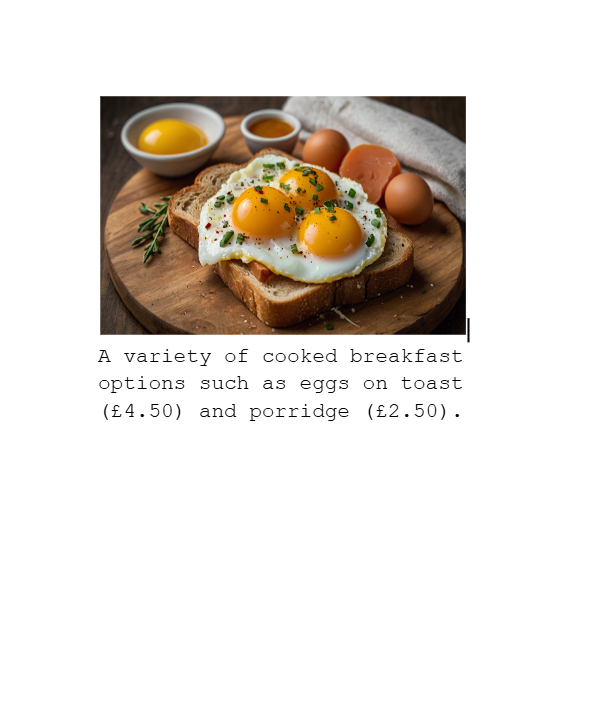 A variety of cooked breakfast
options such as eggs on toast
(£4.50) and porridge (£2.50).